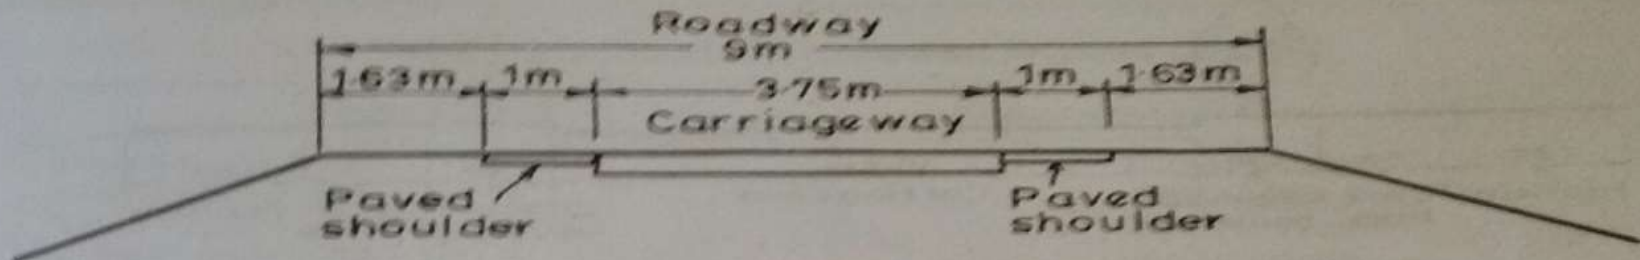 Roadway
9m
1.63m 1m 3.75m 1m 1.63m
Carriageway
Paved
shoulder
Paved
shoulder